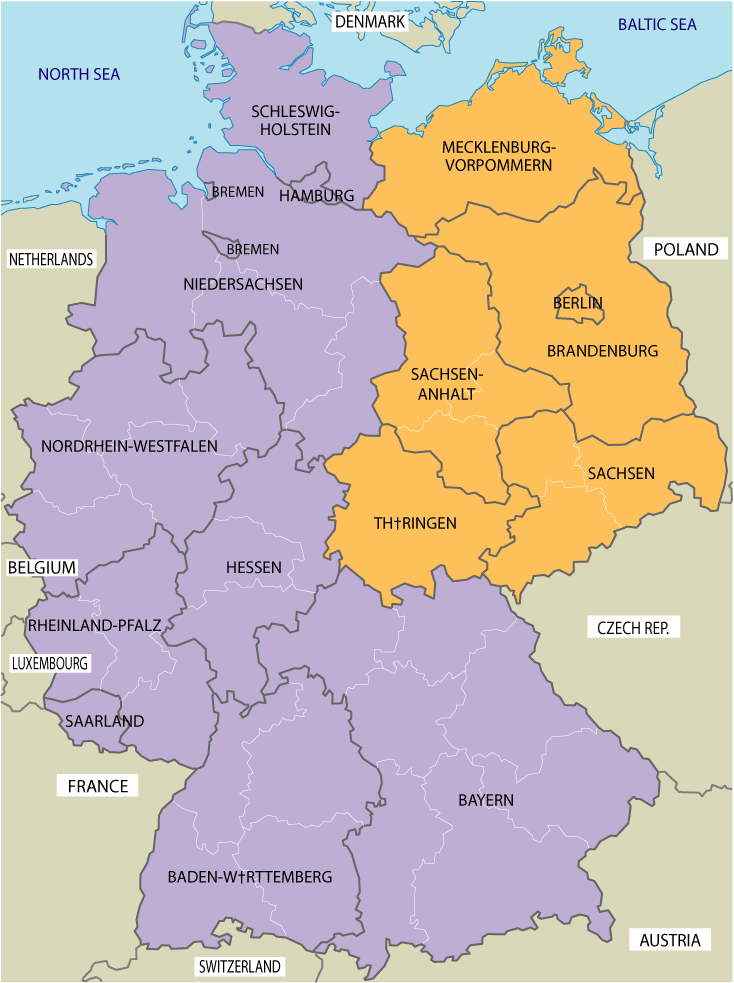 DENMARK
BALTIC SEA
NORTH SEA
SCHLESWIG-
HOLSTEIN
MECKLENBURG-
VORPOMMERN
BREMEN
HAMBURG
BREMEN
NETHERLANDS
POLAND
NIEDERSACHSEN
BERLIN
BRANDENBURG
SACHSEN-
ANHALT
NORDRHEIN-WESTFALEN
SACHSEN
TH†RINGEN
BELGIUM
HESSEN
RHEINLAND-PFALZ
CZECH REP.
LUXEMBOURG
SAARLAND
FRANCE
BAYERN
BADEN-W†RTTEMBERG
AUSTRIA
SWITZERLAND